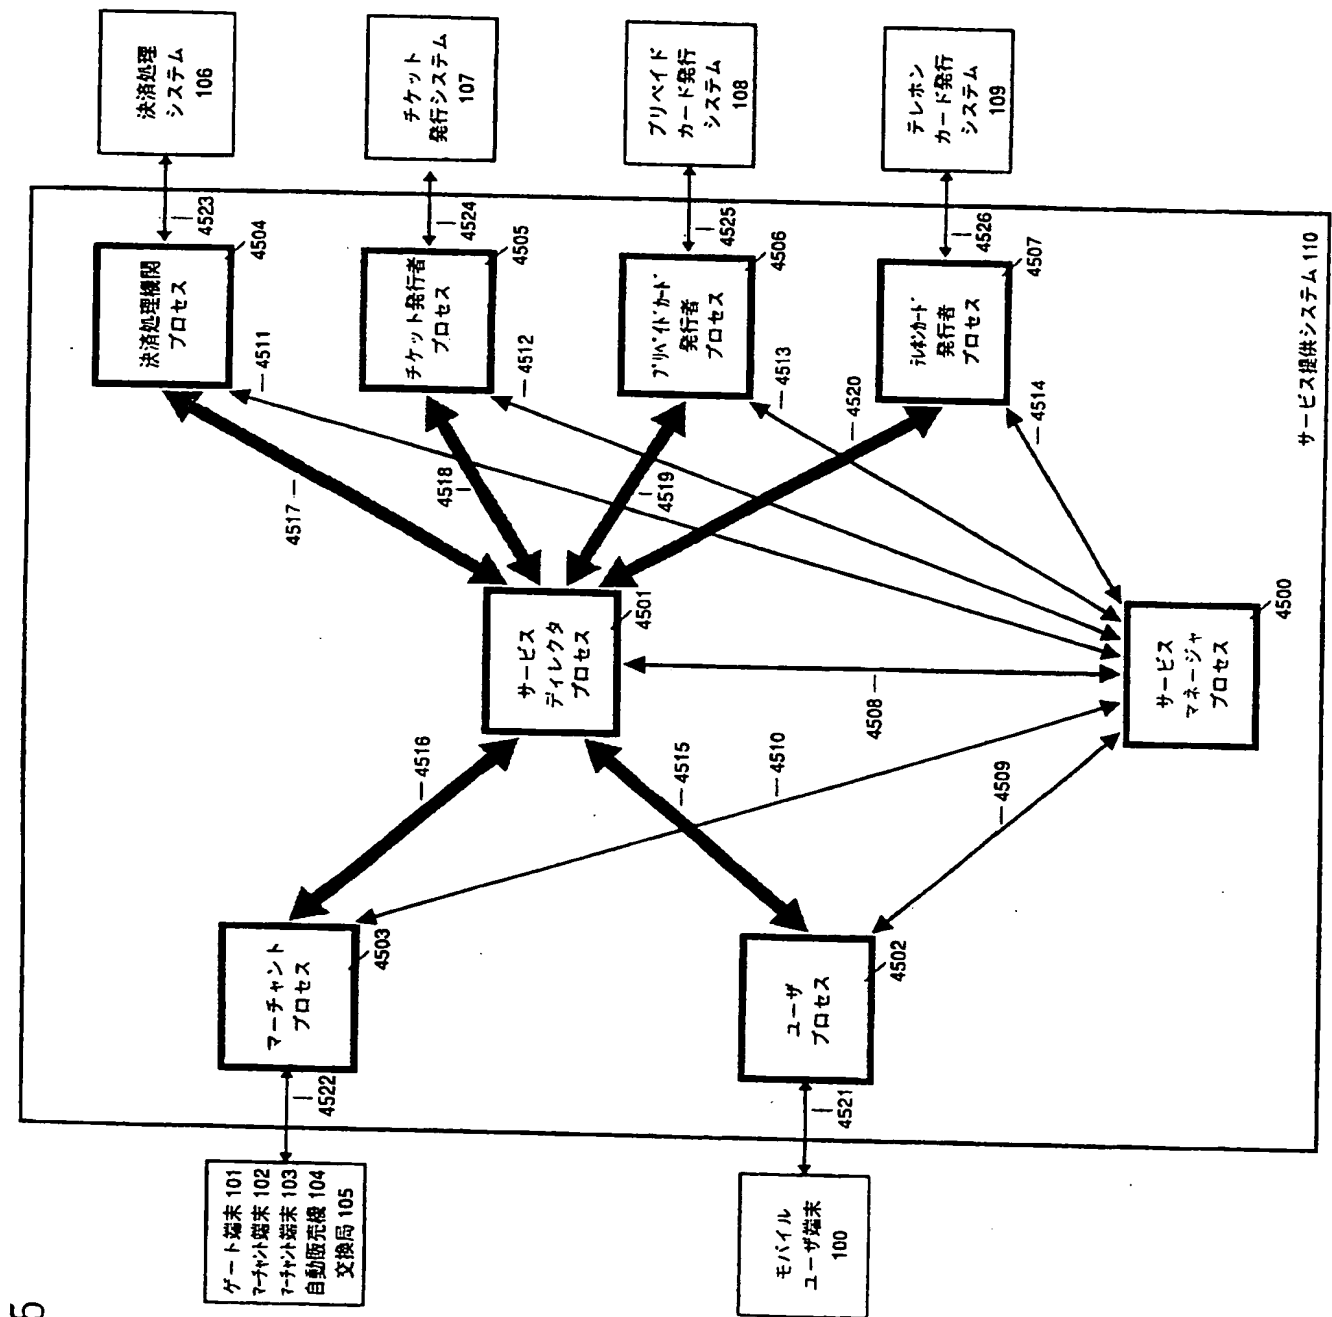 決済処理
システム
106
チケット
発行システム
107
プリペイド
カード発行
システム
108
テレホン
カード発行
システム
109
4523
4524
4525
4526
決済処理機関
プロセス
4504
チケット発行者
プロセス
4505
プリペイドカード
発行者
プロセス
4506
テレホンカード
発行者
プロセス
4507
4511
4512
4513
4514
4517
4518
4519
4520
サービス
ディレクタ
プロセス
4501
4508
サービス
マネージャ
プロセス
4500
4516
4515
4510
4509
マーチャント
プロセス
4503
ユーザ
プロセス
4502
4522
4521
ゲート端末 101
マーチャント端末 102
マーチャント端末 103
自動販売機 104
交換局 105
モバイル
ユーザ端末
100
サービス提供システム 110
5